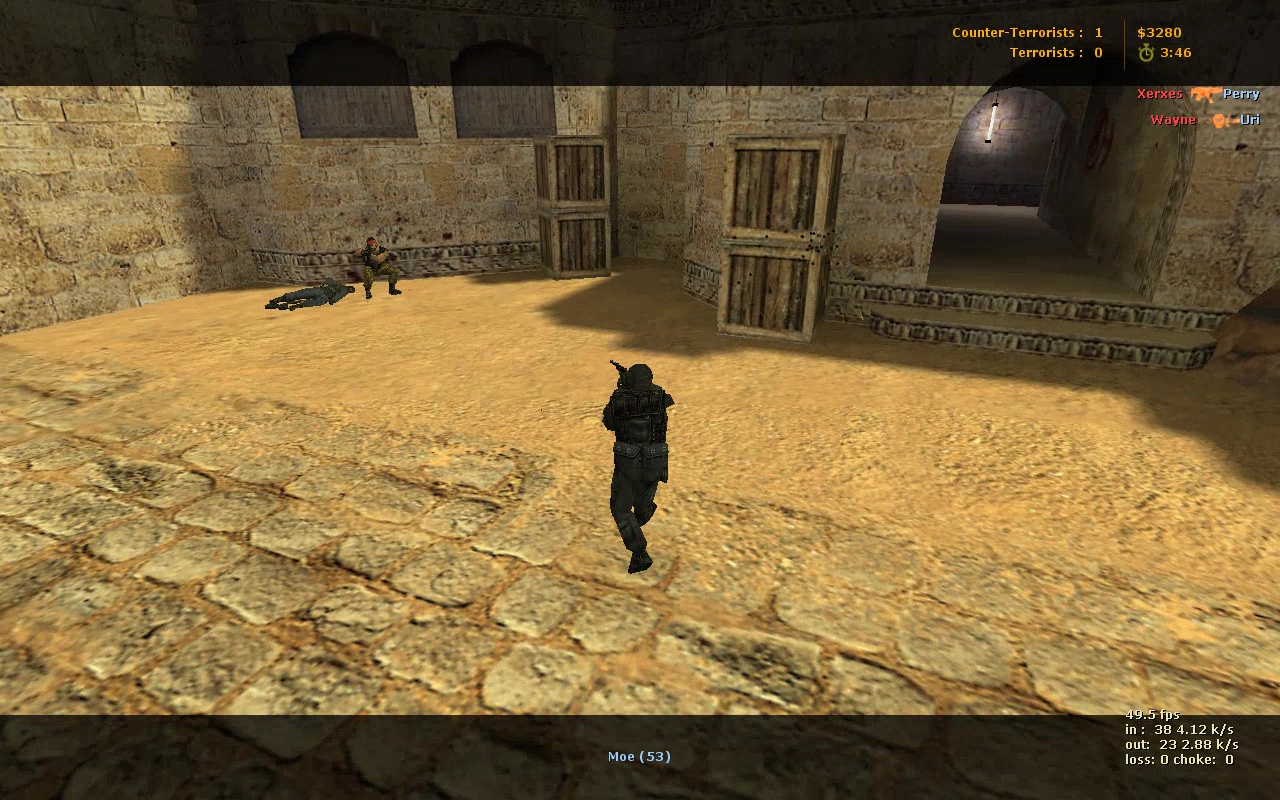 Counter-Terrorists : 1 $3280
Terrorists : 0 3:46
Xerxes Perry
Wayne Uri
49.5 fps
in : 38 4.12 k/s
out: 23 2.88 k/s
loss: 0 choke: 0
Moe (53)